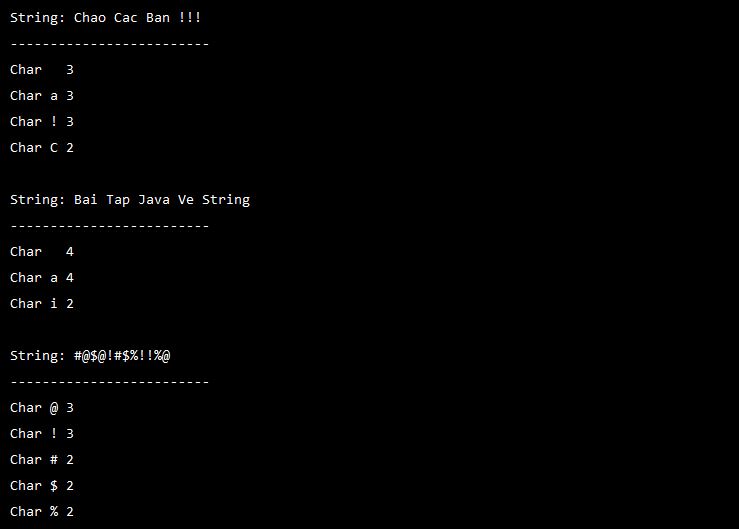 String: Chao Cac Ban !!!
-------------------------
Char   3
Char a 3
Char ! 3
Char C 2
String: Bai Tap Java Ve String
-------------------------
Char   4
Char a 4
Char i 2
String: #@$@!#$%!!%@
-------------------------
Char @ 3
Char ! 3
Char # 2
Char $ 2
Char % 2